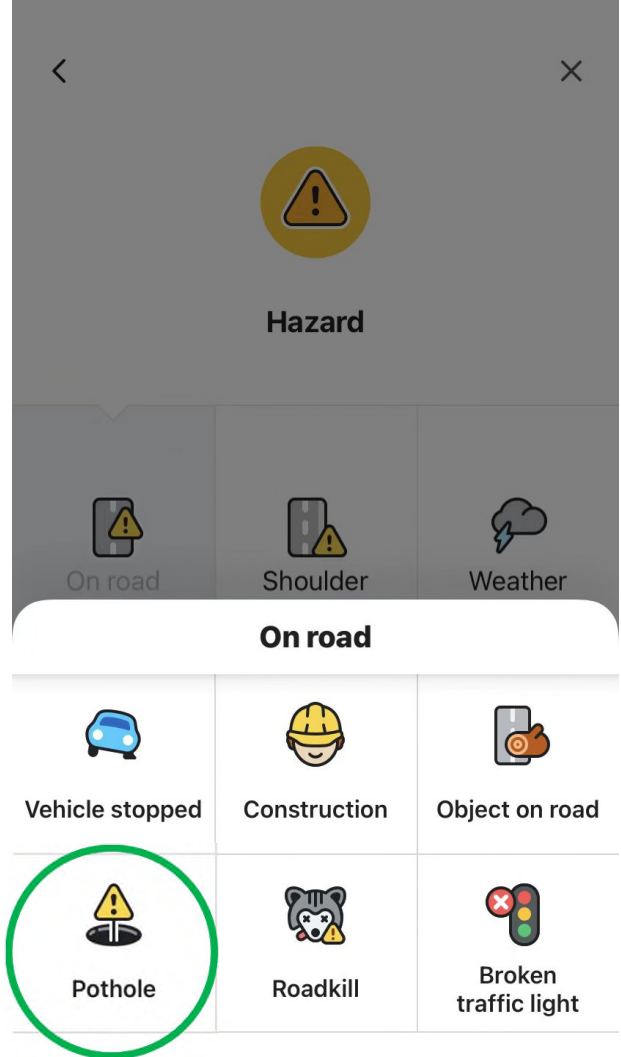 Hazard
On road
Shoulder
Weather
On road
Vehicle stopped
Construction
Object on road
Pothole
Roadkill
Broken
traffic light